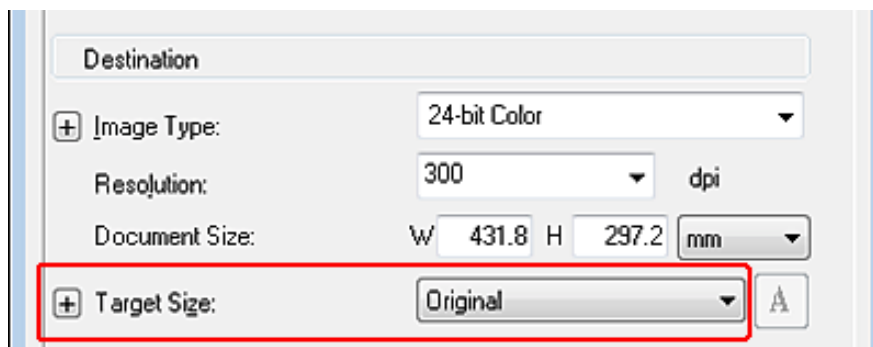 Destination
Image Type: 24-bit Color
Resolution: 300 dpi
Document Size: W 431.8 H 297.2 mm
Target Size: Original A